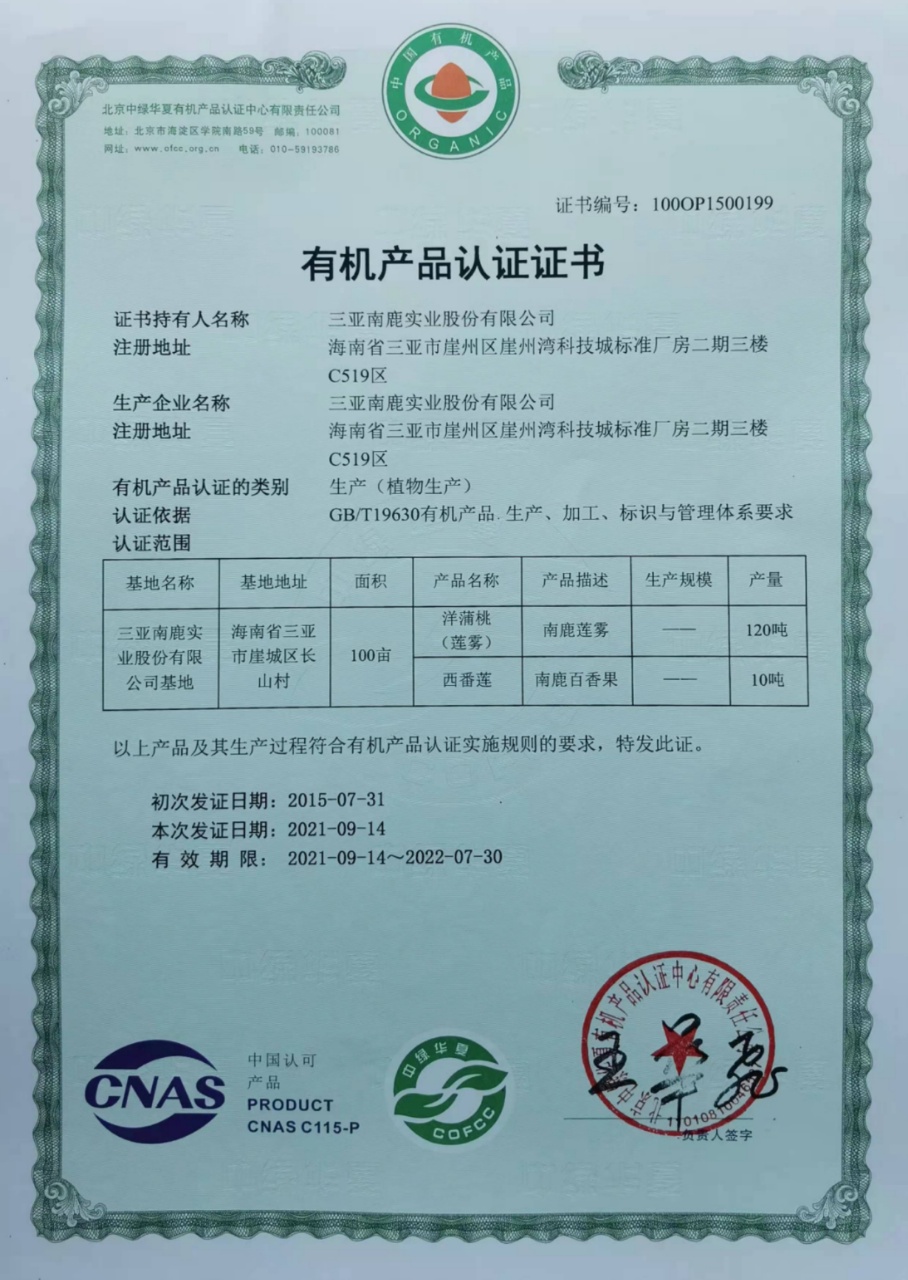 中国有机产品
ORGANIC
北京中绿华夏有机产品认证中心有限责任公司
地址：北京市海淀区学院南路59号 邮编：100081
网址：www.ofcc.org.cn 电话：010-59193786
证书编号：100OP1500199
有机产品认证证书
证书持有人名称 三亚南鹿实业股份有限公司
注册地址 海南省三亚市崖州区崖州湾科技城标准厂房二期三楼
C519区
生产企业名称 三亚南鹿实业股份有限公司
注册地址 海南省三亚市崖州区崖州湾科技城标准厂房二期三楼
C519区
有机产品认证的类别 生产（植物生产）
认证依据 GB/T19630有机产品 生产、加工、标识与管理体系要求
认证范围
基地名称 基地地址 面积 产品名称 产品描述 生产规模 产量
三亚南鹿实业股份有限公司基地 海南省三亚市崖城区长山村 100亩 洋蒲桃（莲雾） 南鹿莲雾 —— 120吨
西番莲 南鹿百香果 —— 10吨
以上产品及其生产过程符合有机产品认证实施规则的要求，特发此证。
初次发证日期：2015-07-31
本次发证日期：2021-09-14
有效期限：2021-09-14～2022-07-30
CNAS
中国认可
产品
PRODUCT
CNAS C115-P
中绿华夏
COFCC
有机产品认证中心有限责任
负责人签字